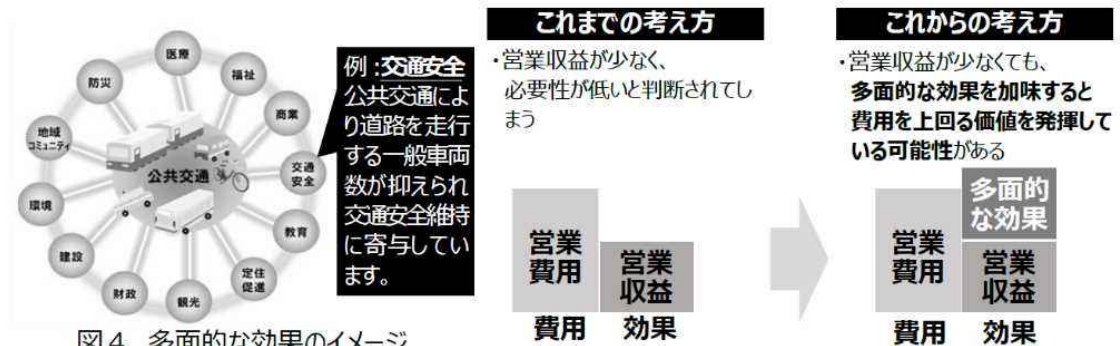 医療
福祉
商業
交通
安全
教育
定住
促進
観光
財政
建設
環境
地域
コミュニティ
防災
公共交通
例：交通安全
公共交通によ
り道路を走行
する一般車両
数が抑えられ
交通安全維持
に寄与してい
ます。
図４　多面的な効果のイメージ
これまでの考え方
・営業収益が少なく、
必要性が低いと判断されてし
まう
営業
費用
営業
収益
費用
効果
これからの考え方
・営業収益が少なくても、
多面的な効果を加味すると
費用を上回る価値を発揮して
いる可能性がある
多面的
な効果
営業
費用
営業
収益
費用
効果